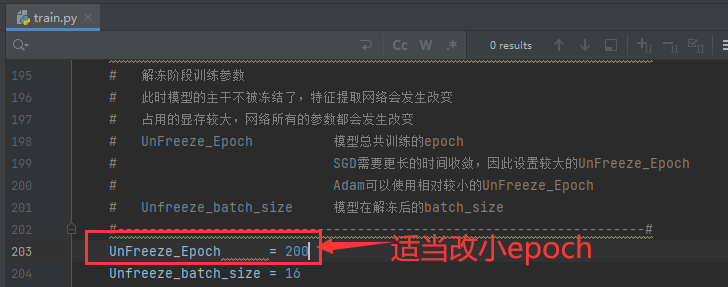 train.py ×
Cc W .* 0 results
195 # 解冻阶段训练参数
196 # 此时模型的主干不被冻结了，特征提取网络会发生改变
197 # 占用的显存较大，网络所有的参数都会发生改变
198 # UnFreeze_Epoch 模型总共训练的epoch
199 # SGD需要更长的时间收敛，因此设置较大的UnFreeze_Epoch
200 # Adam可以使用相对较小的UnFreeze_Epoch
201 # Unfreeze_batch_size 模型在解冻后的batch_size
202 #------------------------------------------------------------------#
203 UnFreeze_Epoch = 200 适当改小epoch
204 Unfreeze_batch_size = 16